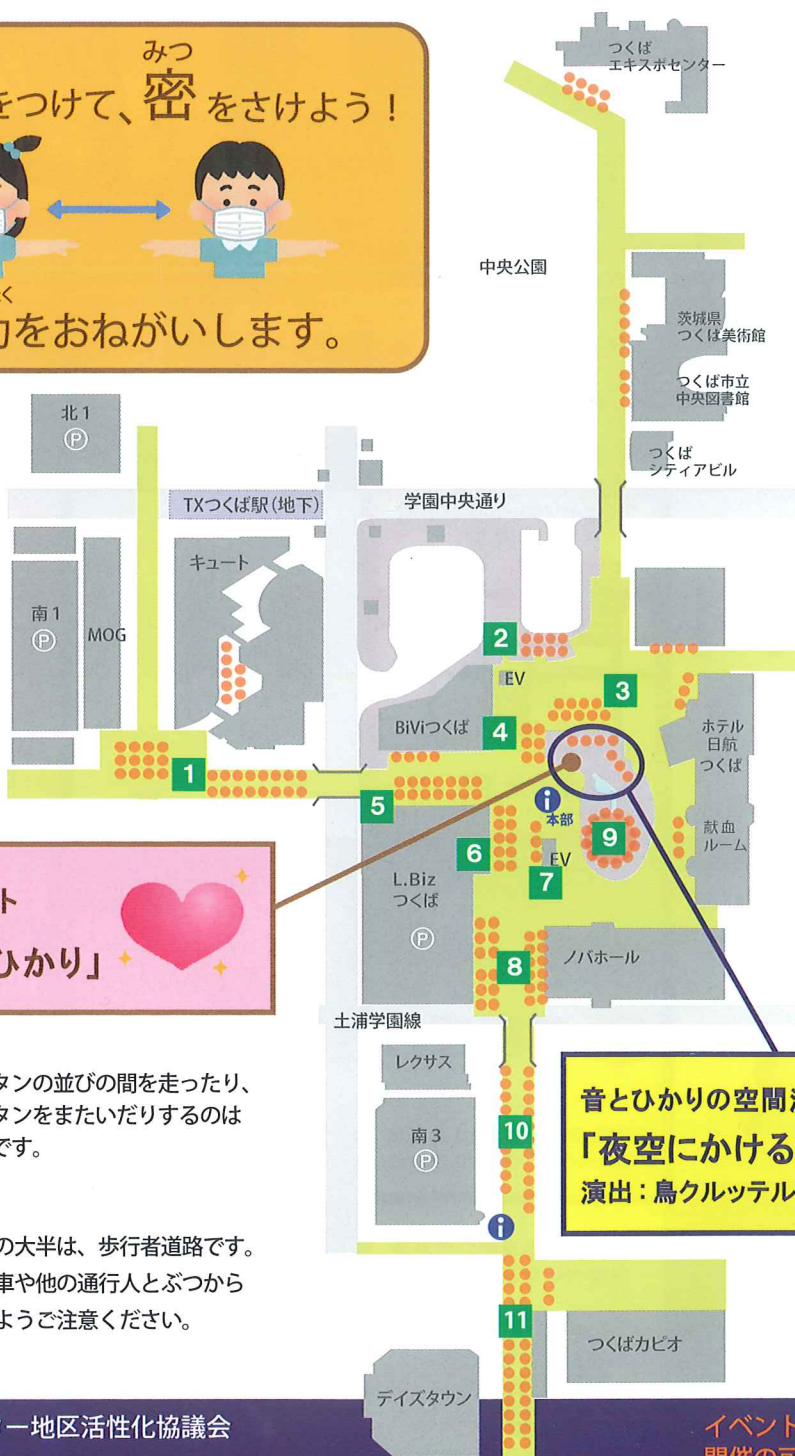 みつ
をつけて、密をさけよう！
く
力をおねがいします。
つくば
エキスポセンター
中央公園
茨城県
つくば美術館
つくば市立
中央図書館
つくば
シティアビル
北1
P
TXつくば駅(地下)
学園中央通り
キュート
南1
P
MOG
1
2
EV
3
BiViつくば
4
ホテル
日航
つくば
5
i
本部
献血
ルーム
6
9
EV
7
L.Biz
つくば
P
8
ノバホール
ト
ひかり」
土浦学園線
タンの並びの間を走ったり、
タンをまたいだりするのは
です。
レクサス
南3
P
10
音とひかりの空間
「夜空にかける
演出：鳥クルッテル
i
の大半は、歩行者道路です。
車や他の通行人とぶつから
ようご注意ください。
11
つくばカピオ
デイズタウン
ー地区活性化協議会
イベント